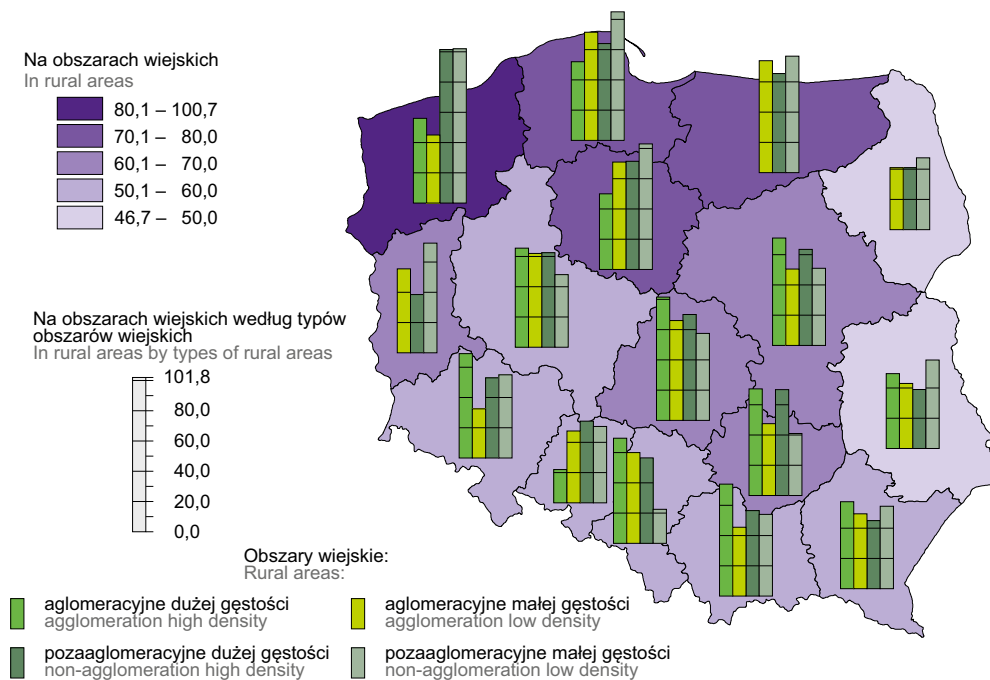 Na obszarach wiejskich
In rural areas
80,1 – 100,7
70,1 – 80,0
60,1 – 70,0
50,1 – 60,0
46,7 – 50,0
Na obszarach wiejskich według typów
obszarów wiejskich
In rural areas by types of rural areas
101,8
80,0
60,0
40,0
20,0
0,0
Obszary wiejskie:
Rural areas:
aglomeracyjne dużej gęstości
agglomeration high density
aglomeracyjne małej gęstości
agglomeration low density
pozaaglomeracyjne dużej gęstości
non-agglomeration high density
pozaaglomeracyjne małej gęstości
non-agglomeration low density